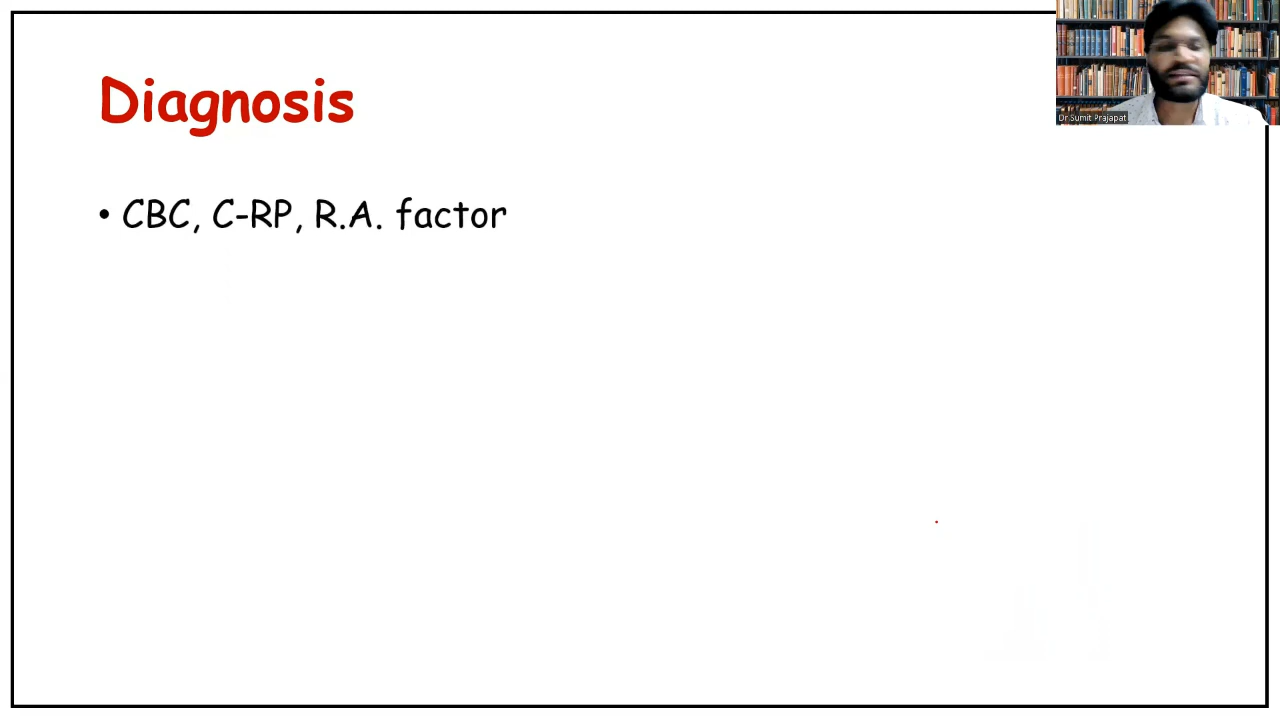 Diagnosis
• CBC, C-RP, R.A. factor
Dr Sumit Prajapat